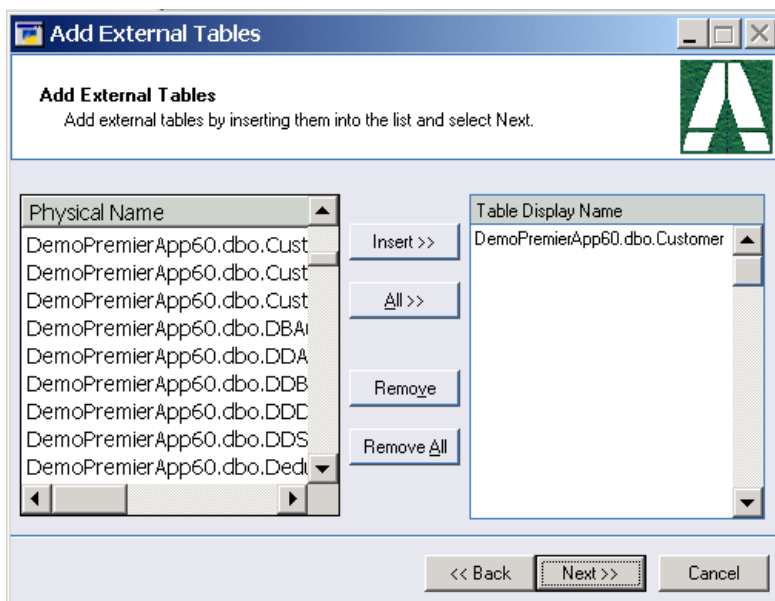 Add External Tables
Add External Tables
Add external tables by inserting them into the list and select Next.
Physical Name
DemoPremierApp60.dbo.Cust
DemoPremierApp60.dbo.Cust
DemoPremierApp60.dbo.Cust
DemoPremierApp60.dbo.DBA
DemoPremierApp60.dbo.DDA
DemoPremierApp60.dbo.DDB
DemoPremierApp60.dbo.DDD
DemoPremierApp60.dbo.DDS
DemoPremierApp60.dbo.Dedu
Insert >>
All >>
Remove
Remove All
Table Display Name
DemoPremierApp60.dbo.Customer
<< Back
Next >>
Cancel